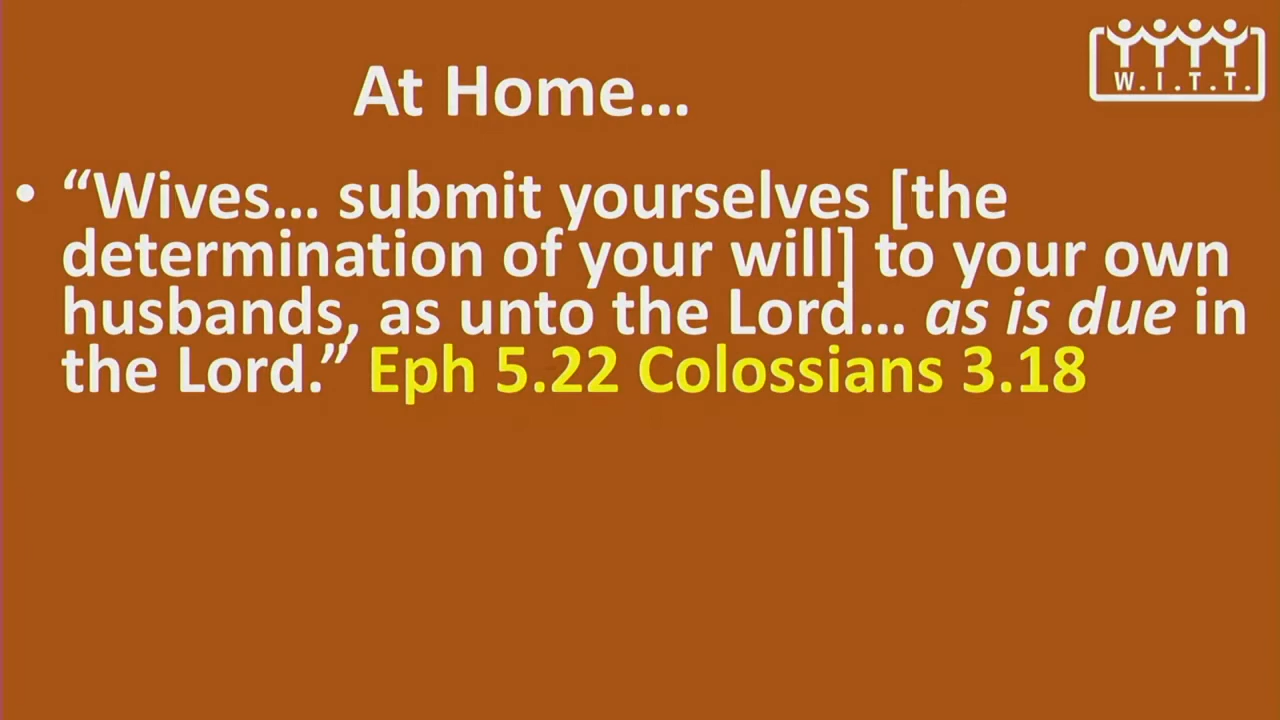 W.I.T.T.
At Home...
• “Wives... submit yourselves [the
determination of your will] to your own
husbands, as unto the Lord... as is due in
the Lord.” Eph 5.22 Colossians 3.18